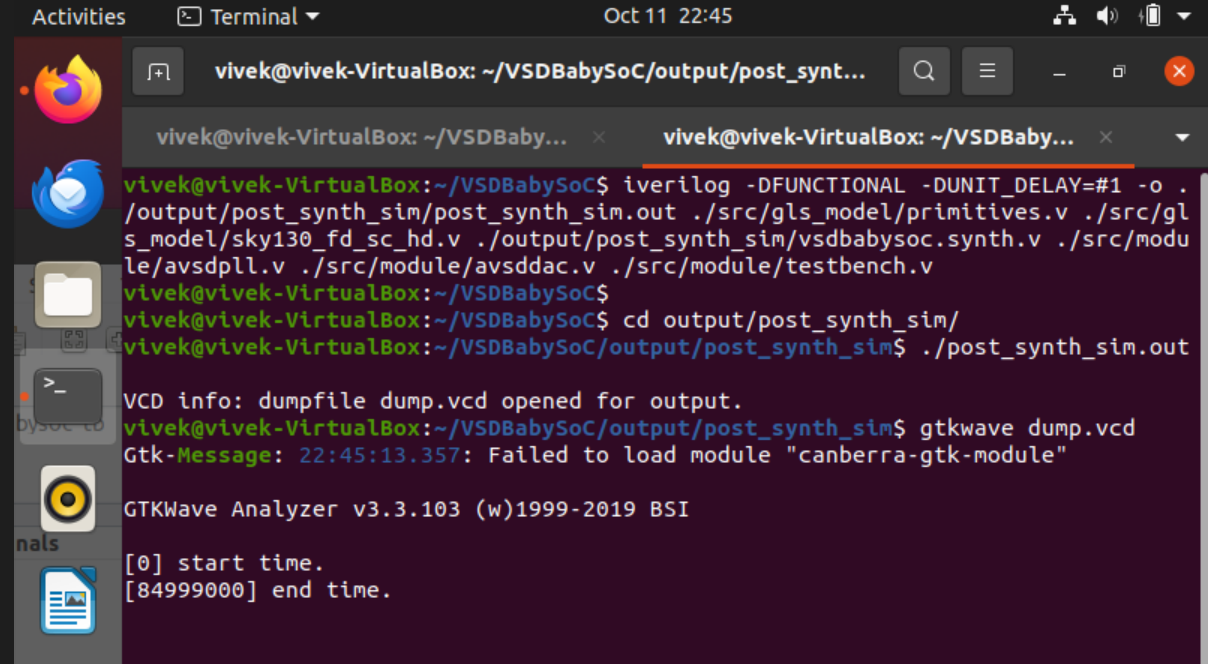 Activities Terminal Oct 11 22:45
vivek@vivek-VirtualBox: ~/VSDBabySoC/output/post_synt...
vivek@vivek-VirtualBox: ~/VSDBaby... vivek@vivek-VirtualBox: ~/VSDBaby...
vivek@vivek-VirtualBox:~/VSDBabySoC$ iverilog -DFUNCTIONAL -DUNIT_DELAY=#1 -o .
/output/post_synth_sim/post_synth_sim.out ./src/gls_model/primitives.v ./src/gl
s_model/sky130_fd_sc_hd.v ./output/post_synth_sim/vsdbabysoc.synth.v ./src/modu
le/avsdpll.v ./src/module/avsddac.v ./src/module/testbench.v
vivek@vivek-VirtualBox:~/VSDBabySoC$
vivek@vivek-VirtualBox:~/VSDBabySoC$ cd output/post_synth_sim/
vivek@vivek-VirtualBox:~/VSDBabySoC/output/post_synth_sim$ ./post_synth_sim.out
VCD info: dumpfile dump.vcd opened for output.
vivek@vivek-VirtualBox:~/VSDBabySoC/output/post_synth_sim$ gtkwave dump.vcd
Gtk-Message: 22:45:13.357: Failed to load module "canberra-gtk-module"
GTKWave Analyzer v3.3.103 (w)1999-2019 BSI
nals
[0] start time.
[84999000] end time.